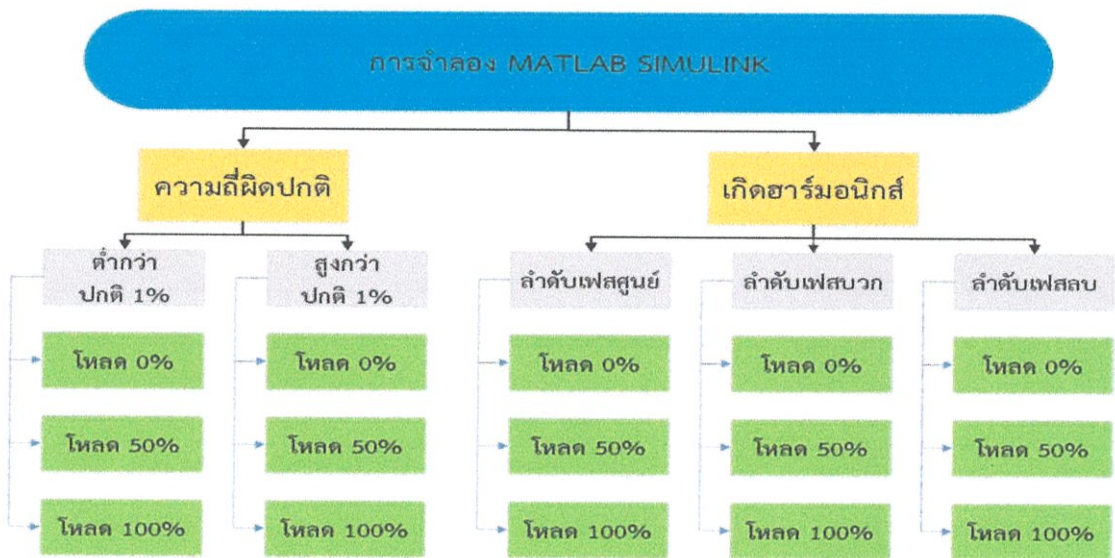 การจำลอง MATLAB SIMULINK
ความถี่ผิดปกติ
เกิดฮาร์มอนิกส์
ต่ำกว่า
ปกติ 1%
สูงกว่า
ปกติ 1%
ลำดับเฟสศูนย์
ลำดับเฟสบวก
ลำดับเฟสลบ
โหลด 0%
โหลด 0%
โหลด 0%
โหลด 0%
โหลด 0%
โหลด 50%
โหลด 50%
โหลด 50%
โหลด 50%
โหลด 50%
โหลด 100%
โหลด 100%
โหลด 100%
โหลด 100%
โหลด 100%